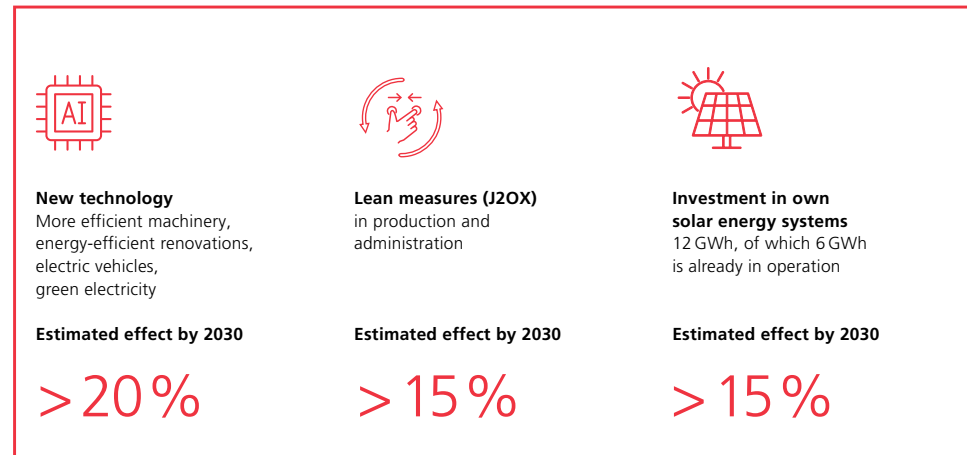 AI
New technology
More efficient machinery,
energy-efficient renovations,
electric vehicles,
green electricity
Estimated effect by 2030
> 20 %
Lean measures (J2OX)
in production and
administration
Estimated effect by 2030
> 15 %
Investment in own
solar energy systems
12 GWh, of which 6 GWh
is already in operation
Estimated effect by 2030
> 15 %